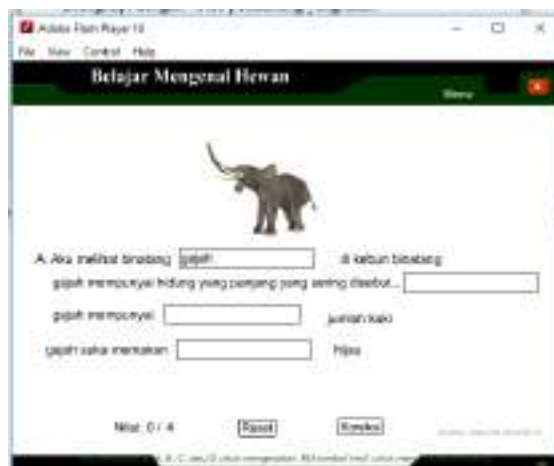 Adobe Flash Player 10
File View Control Help
Belajar Mengenal Hewan
Menu
A. Aku melihat binatang gajah di kebun binatang
gajah mempunyai hidung yang panjang yang sering disebut...
gajah mempunyai jumlah kaki
gajah suka memakan hijau
Nilai: 0 / 4 Reset Koreksi